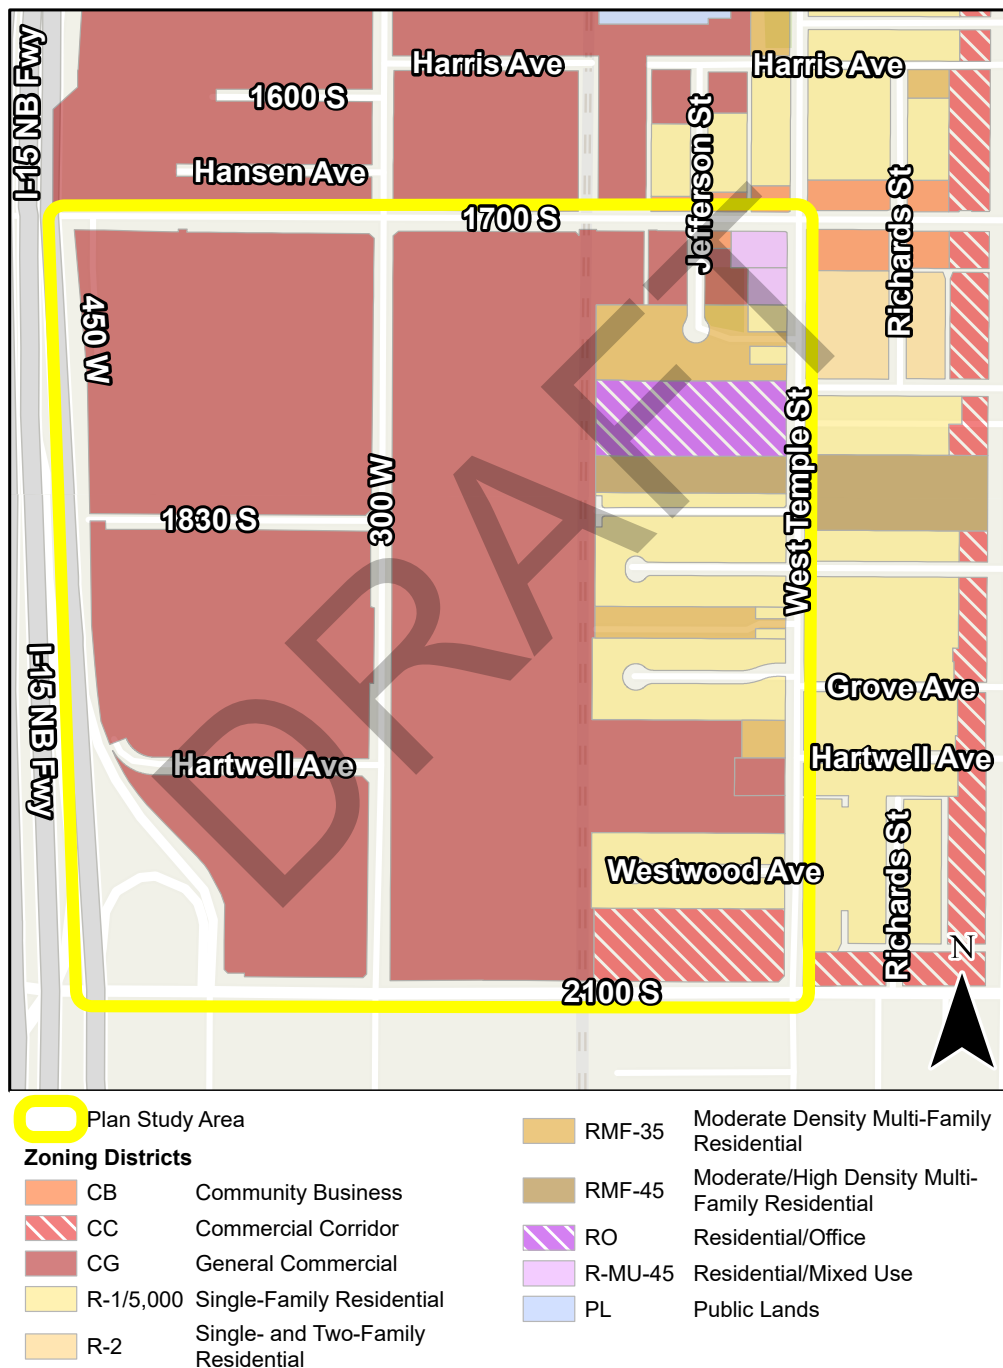 I-15 NB Fwy
Harris Ave
Harris Ave
1600 S
Jefferson St
Hansen Ave
Richards St
1700 S
450 W
300 W
West Temple St
1830 S
DRAFT
I-15 NB Fwy
Grove Ave
Hartwell Ave
Hartwell Ave
Westwood Ave
Richards St
N
2100 S
Plan Study Area
Zoning Districts
CB Community Business
CC Commercial Corridor
CG General Commercial
R-1/5,000 Single-Family Residential
R-2 Single- and Two-Family
Residential
RMF-35 Moderate Density Multi-Family
Residential
RMF-45 Moderate/High Density Multi-
Family Residential
RO Residential/Office
R-MU-45 Residential/Mixed Use
PL Public Lands